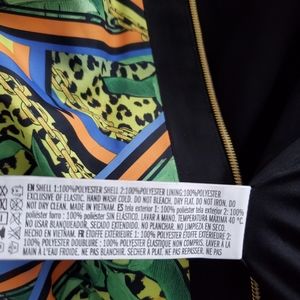 EN SHELL 1:100%POLYESTER SHELL 2:100%POLYESTER LINING:100%POLYESTER
EXCLUSIVE OF ELASTIC. HAND WASH COLD. DO NOT BLEACH. DRY FLAT. DO NOT IRON. DO
NOT DRY CLEAN. MADE IN VIETNAM. ES tela exterior 1: 100% poliéster tela exterior 2: 100%
poliéster forro : 100% poliéster SIN ELASTICO. LAVAR A MANO. TEMPERATURA MÁXIMA 40 °C
NO USAR BLANQUEADOR. SECADO EXTENDIDO. NO PLANCHAR. NO LIMPIEZA EN SECO.
HECHO EN VIETNAM. FR ÉTOFFE EXTÉRIEURE 1: 100% POLYESTER ÉTOFFE EXTÉRIEURE 2:
100% POLYESTER DOUBLURE : 100% POLYESTER ELASTIQUE NON COMPRIS. LAVER À LA
MAIN À L'EAU FROIDE. NE PAS BLANCHIR. SÉCHER À PLAT. NE PAS REPASSER. NE PAS